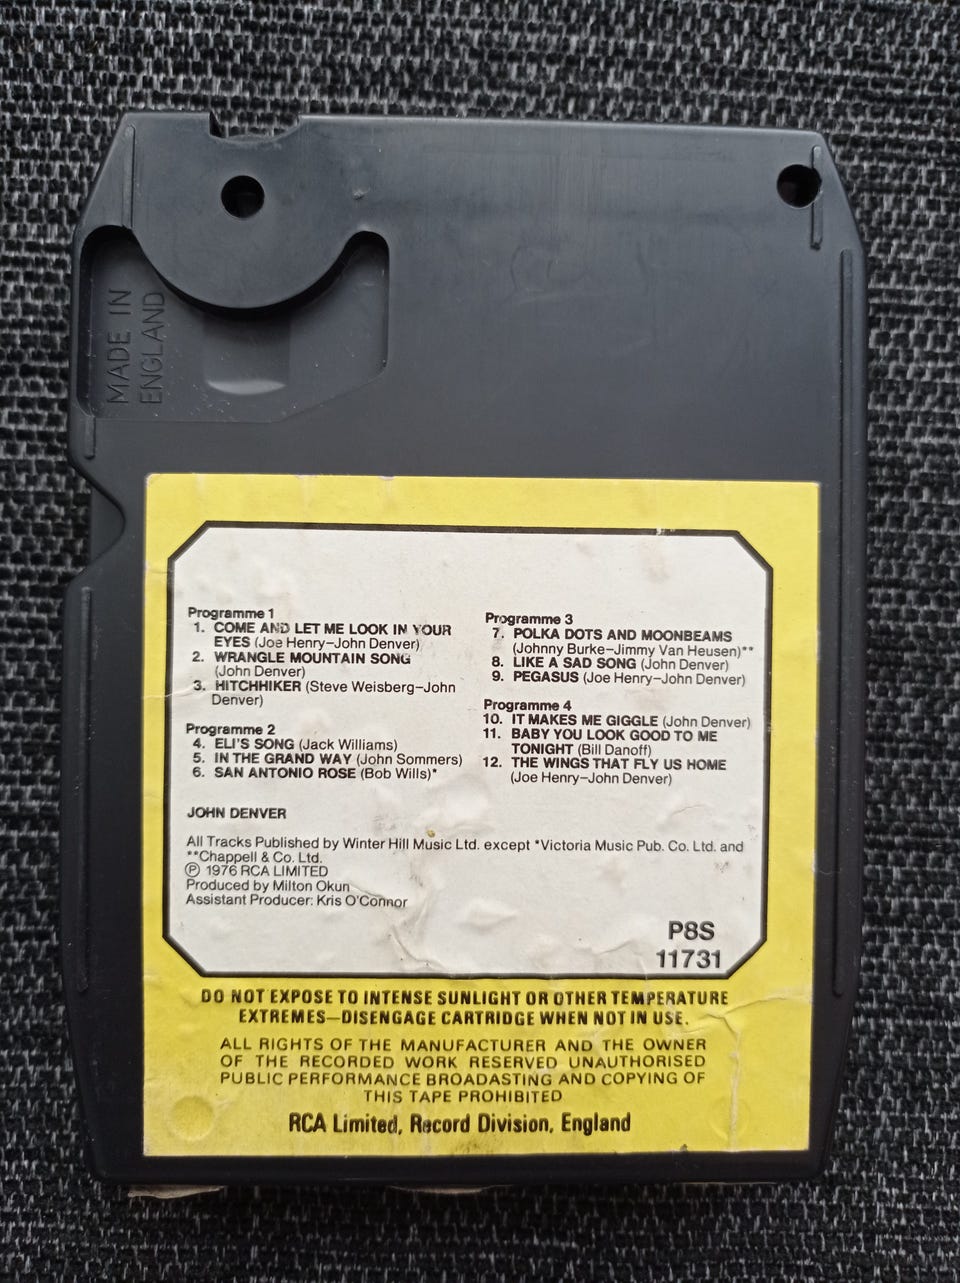 MADE IN
ENGLAND
Programme 1
1. COME AND LET ME LOOK IN YOUR
EYES (Joe Henry–John Denver)
2. WRANGLE MOUNTAIN SONG
(John Denver)
3. HITCHHIKER (Steve Weisberg–John
Denver)
Programme 2
4. ELI'S SONG (Jack Williams)
5. IN THE GRAND WAY (John Sommers)
6. SAN ANTONIO ROSE (Bob Wills)*
Programme 3
7. POLKA DOTS AND MOONBEAMS
(Johnny Burke–Jimmy Van Heusen)**
8. LIKE A SAD SONG (John Denver)
9. PEGASUS (Joe Henry–John Denver)
Programme 4
10. IT MAKES ME GIGGLE (John Denver)
11. BABY YOU LOOK GOOD TO ME
TONIGHT (Bill Danoff)
12. THE WINGS THAT FLY US HOME
(Joe Henry–John Denver)
JOHN DENVER
All Tracks Published by Winter Hill Music Ltd. except *Victoria Music Pub. Co. Ltd. and
**Chappell & Co. Ltd.
℗ 1976 RCA LIMITED
Produced by Milton Okun
Assistant Producer: Kris O'Connor
P8S
11731
DO NOT EXPOSE TO INTENSE SUNLIGHT OR OTHER TEMPERATURE
EXTREMES–DISENGAGE CARTRIDGE WHEN NOT IN USE.
ALL RIGHTS OF THE MANUFACTURER AND THE OWNER
OF THE RECORDED WORK RESERVED UNAUTHORISED
PUBLIC PERFORMANCE BROADASTING AND COPYING OF
THIS TAPE PROHIBITED
RCA Limited, Record Division, England